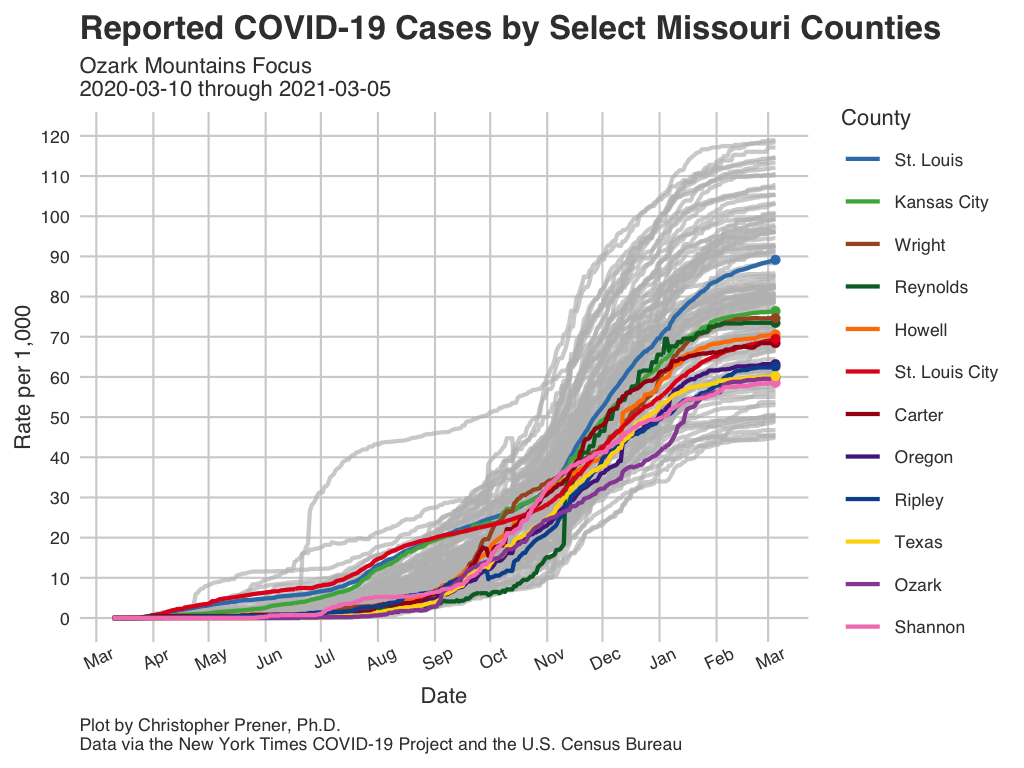 Reported COVID-19 Cases by Select Missouri Counties
Ozark Mountains Focus
2020-03-10 through 2021-03-05
County
St. Louis
Kansas City
Wright
Reynolds
Howell
St. Louis City
Carter
Oregon
Ripley
Texas
Ozark
Shannon
Rate per 1,000
120
110
100
90
80
70
60
50
40
30
20
10
0
Mar Apr May Jun Jul Aug Sep Oct Nov Dec Jan Feb Mar
Date
Plot by Christopher Prener, Ph.D.
Data via the New York Times COVID-19 Project and the U.S. Census Bureau